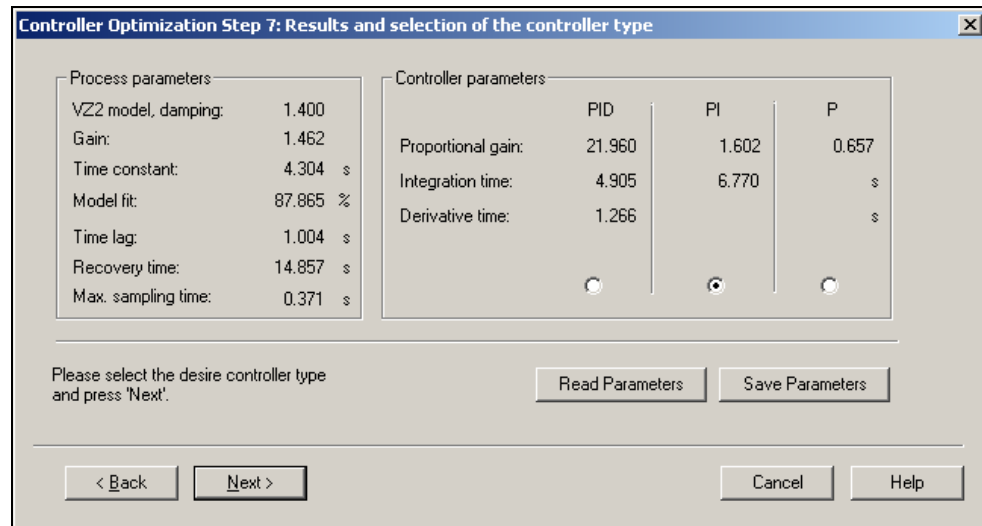 Controller Optimization Step 7: Results and selection of the controller type
Process parameters
VZ2 model, damping: 1.400
Gain: 1.462
Time constant: 4.304 s
Model fit: 87.865 %
Time lag: 1.004 s
Recovery time: 14.857 s
Max. sampling time: 0.371 s
Controller parameters
PID PI P
Proportional gain: 21.960 1.602 0.657
Integration time: 4.905 6.770 s
Derivative time: 1.266 s
Please select the desire controller type
and press 'Next'.
Read Parameters Save Parameters
< Back Next > Cancel Help